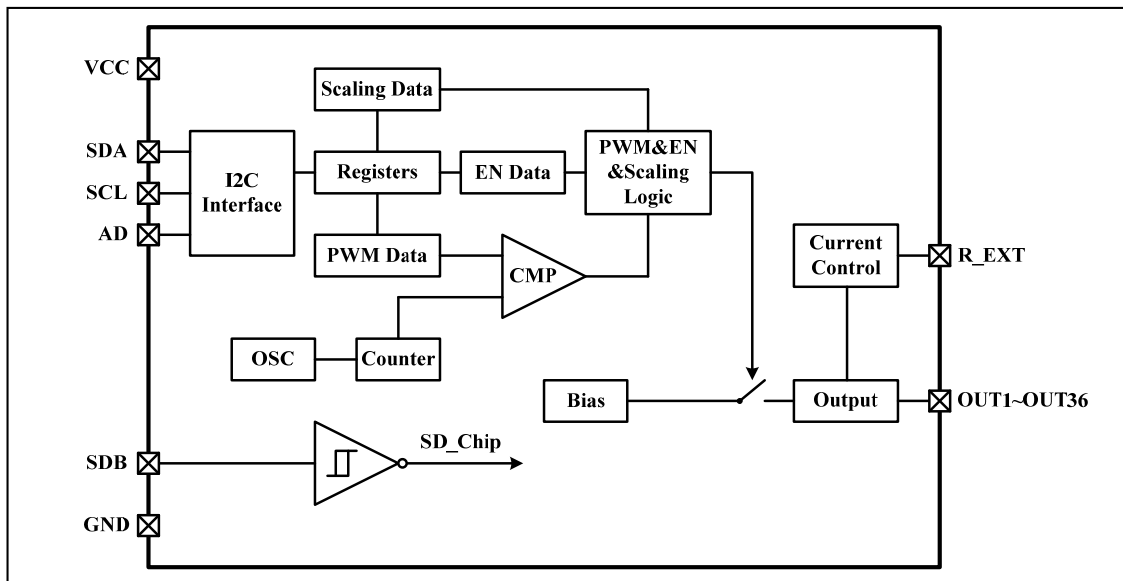 VCC
Scaling Data
SDA
SCL
AD
I2C
Interface
Registers
EN Data
PWM&EN
&Scaling
Logic
PWM Data
CMP
Current
Control
R_EXT
OSC
Counter
Bias
Output
OUT1~OUT36
SDB
SD_Chip
GND